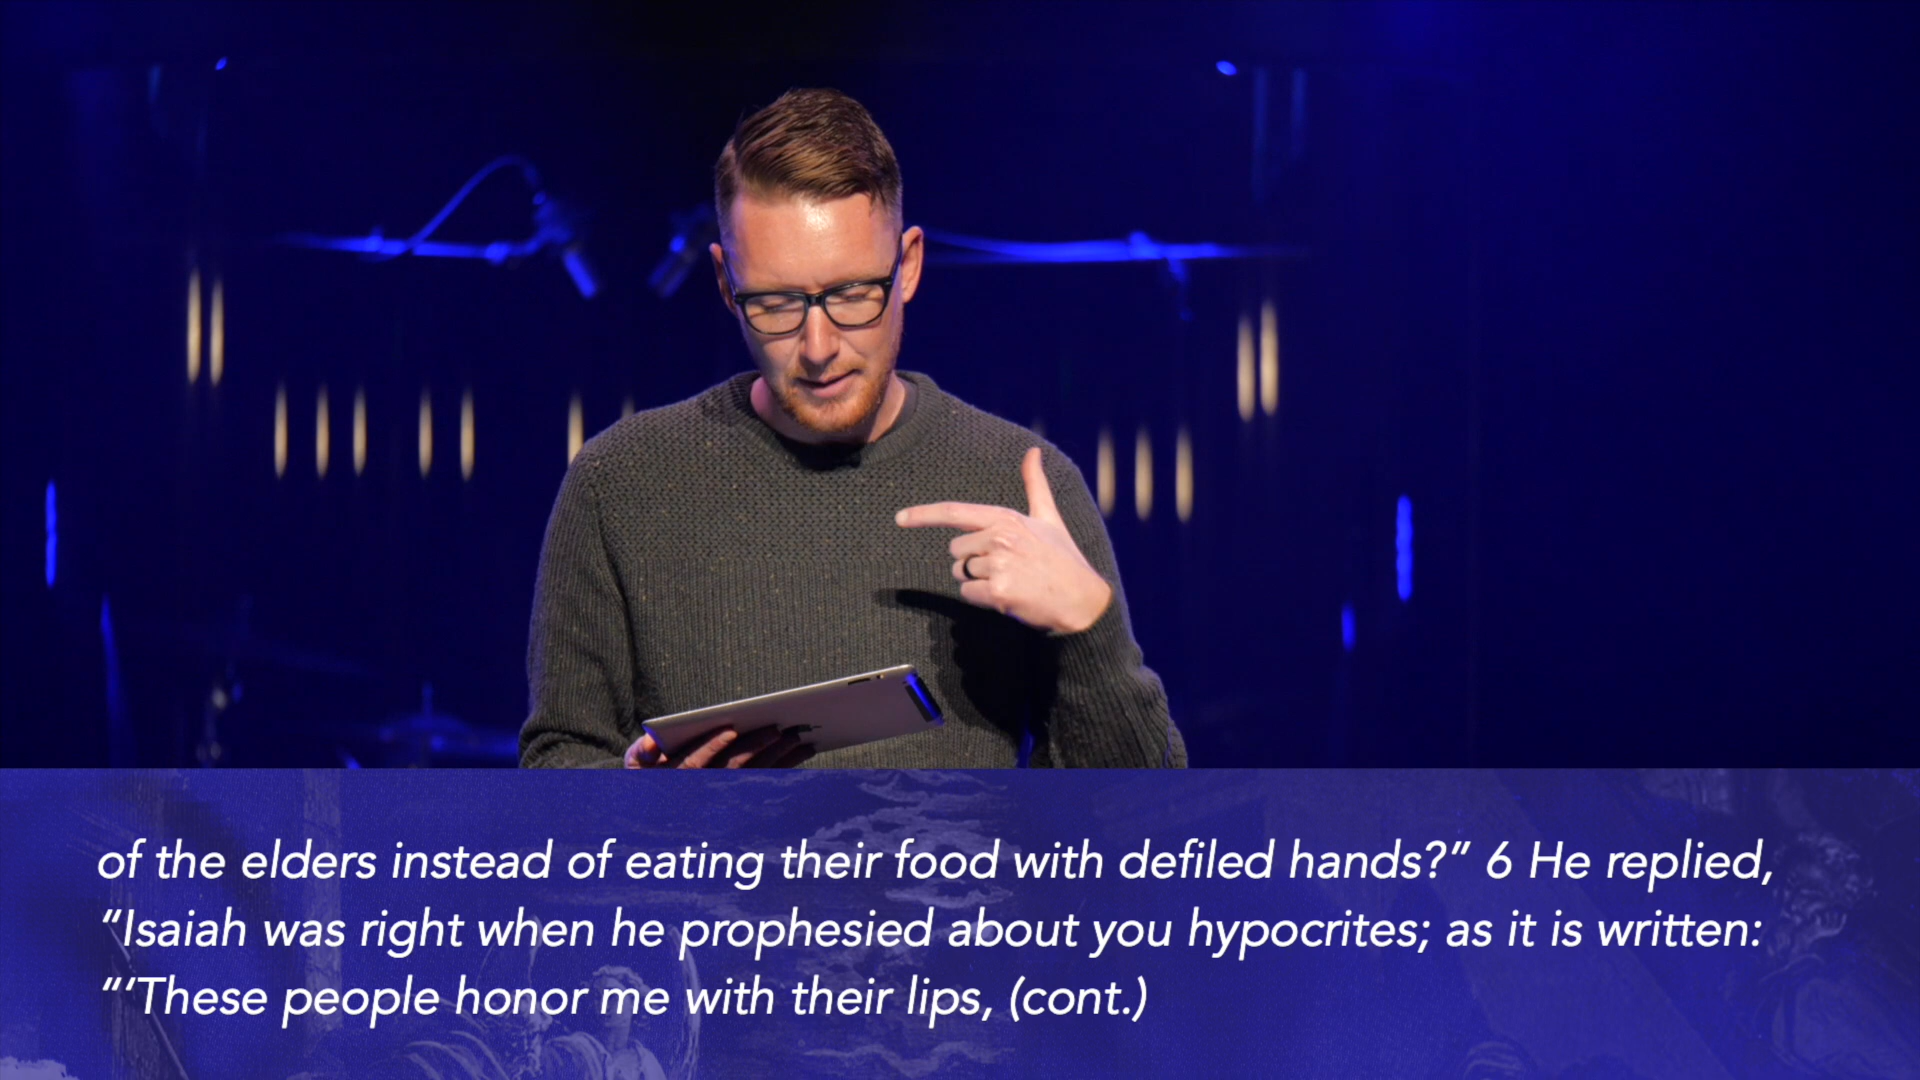 of the elders instead of eating their food with defiled hands?” 6 He replied,
“Isaiah was right when he prophesied about you hypocrites; as it is written:
“‘These people honor me with their lips, (cont.)